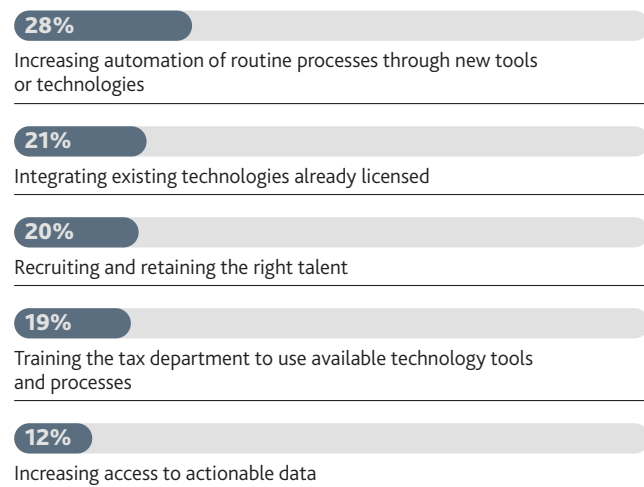 28%
Increasing automation of routine processes through new tools
or technologies
21%
Integrating existing technologies already licensed
20%
Recruiting and retaining the right talent
19%
Training the tax department to use available technology tools
and processes
12%
Increasing access to actionable data